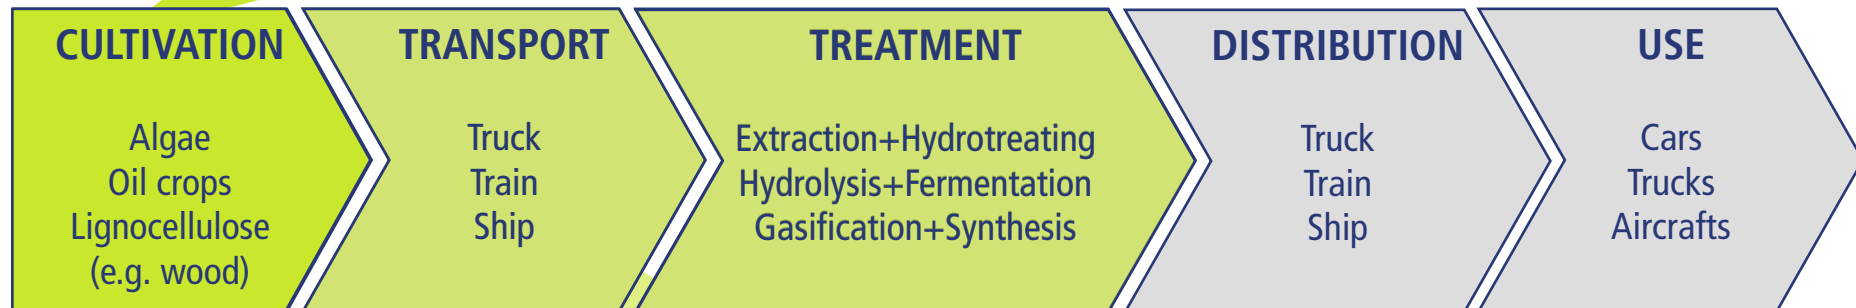 CULTIVATION
Algae
Oil crops
Lignocellulose
(e.g. wood)
TRANSPORT
Truck
Train
Ship
TREATMENT
Extraction+Hydrotreating
Hydrolysis+Fermentation
Gasification+Synthesis
DISTRIBUTION
Truck
Train
Ship
USE
Cars
Trucks
Aircrafts